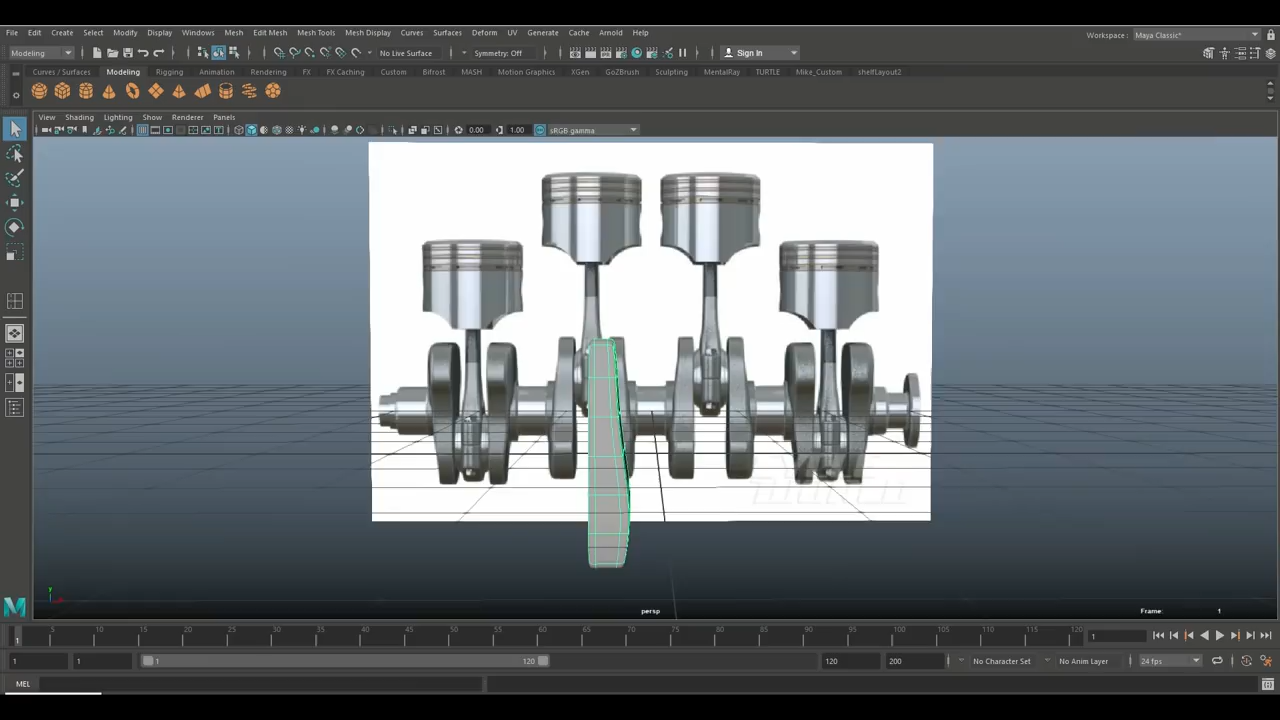 File Edit Create Select Modify Display Windows Mesh Edit Mesh Mesh Tools Mesh Display Curves Surfaces Deform UV Generate Cache Arnold Help
Workspace: Maya Classic*
Modeling
No Live Surface
Symmetry: Off
Sign In
Curves / Surfaces Modeling Rigging Animation Rendering FX FX Caching Custom Bifrost MASH Motion Graphics XGen GoZBrush Sculpting MentalRay TURTLE Mike_Custom shelfLayout2
View Shading Lighting Show Renderer Panels
0.00 1.00 sRGB gamma
y
persp
Frame: 1
1 5 10 15 20 25 30 35 40 45 50 55 60 65 70 75 80 85 90 95 100 105 110 115 120 1
1 1 1 120 120 200 No Character Set No Anim Layer 24 fps
MEL